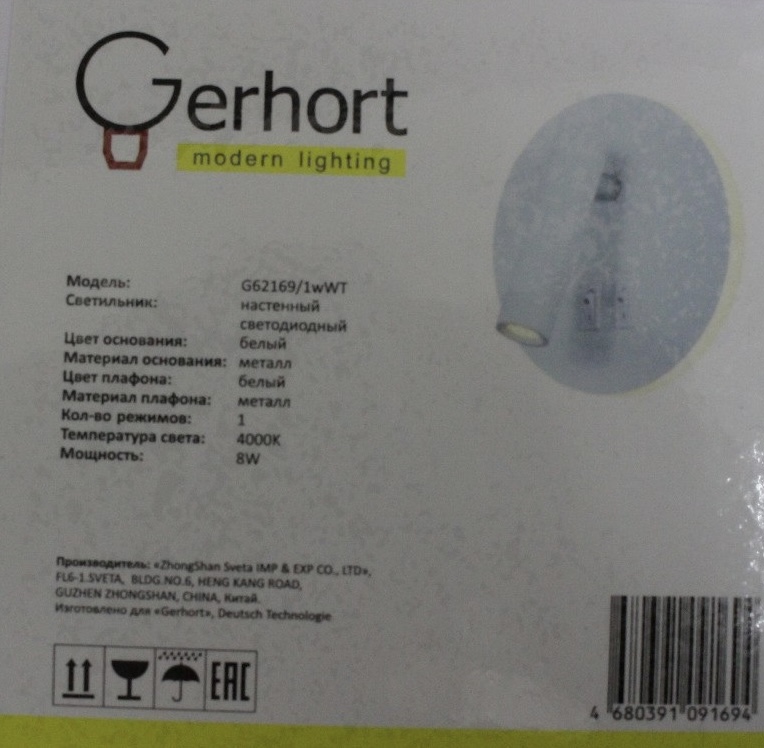 Gerhort
modern lighting
Модель: G62169/1wWT
Светильник: настенный
светодиодный
Цвет основания: белый
Материал основания: металл
Цвет плафона: белый
Материал плафона: металл
Кол-во режимов: 1
Температура света: 4000K
Мощность: 8W
Производитель: «ZhongShan Sveta IMP & EXP CO., LTD»,
FL6-1.SVETA, BLDG.NO.6, HENG KANG ROAD,
GUZHEN ZHONGSHAN, CHINA, Китай.
Изготовлено для «Gerhort», Deutsch Technologie
EAC
4 680391 091694